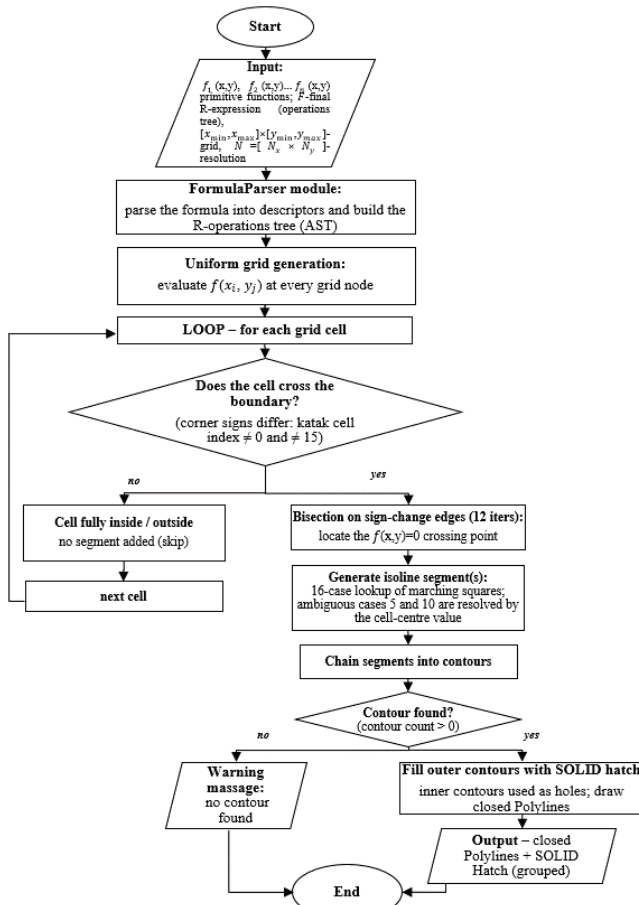 Start
Input:
f₁ (x,y), f₂ (x,y)... fₙ (x,y)
primitive functions; F-final
R-expression (operations
tree),
[x_min, x_max]×[y_min, y_max]-
grid, N =[ Nₓ × Nᵧ ]-
resolution
FormulaParser module:
parse the formula into descriptors and build the
R-operations tree (AST)
Uniform grid generation:
evaluate f(xᵢ, yⱼ) at every grid node
LOOP – for each grid cell
Does the cell cross the
boundary?
(corner signs differ: katak cell
index ≠ 0 and ≠ 15)
no
yes
Cell fully inside / outside
no segment added (skip)
next cell
Bisection on sign-change edges (12 iters):
locate the f(x,y)=0 crossing point
Generate isoline segment(s):
16-case lookup of marching squares;
ambiguous cases 5 and 10 are resolved by
the cell-centre value
Chain segments into contours
Contour found?
(contour count > 0)
no
yes
Warning
massage:
no contour
found
Fill outer contours with SOLID hatch
inner contours used as holes; draw
closed Polylines
Output – closed
Polylines + SOLID
Hatch (grouped)
End